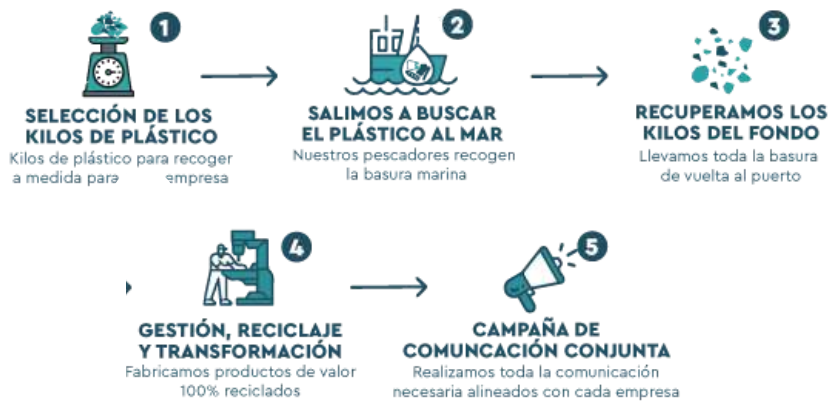 1
SELECCIÓN DE LOS
KILOS DE PLÁSTICO
Kilos de plástico para recoger
a medida para empresa
2
SALIMOS A BUSCAR
EL PLÁSTICO AL MAR
Nuestros pescadores recogen
la basura marina
3
RECUPERAMOS LOS
KILOS DEL FONDO
Llevamos toda la basura
de vuelta al puerto
4
GESTIÓN, RECICLAJE
Y TRANSFORMACIÓN
Fabricamos productos de valor
100% reciclados
5
CAMPAÑA DE
COMUNCACIÓN CONJUNTA
Realizamos toda la comunicación
necesaria alineados con cada empresa